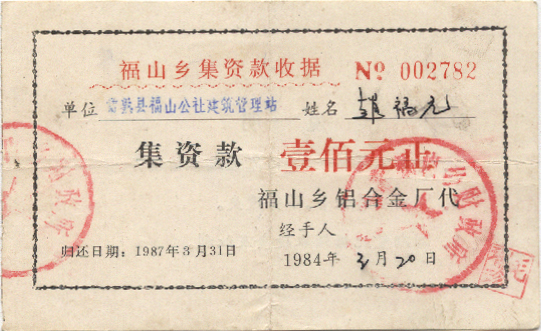 福山乡集资款收据 № 002782
单位 县福山公社建筑管理站 姓名 赵福元
集资款 壹佰元正
福山乡铝合金厂代
经手人
归还日期:1987年3月31日 1984年3月20日